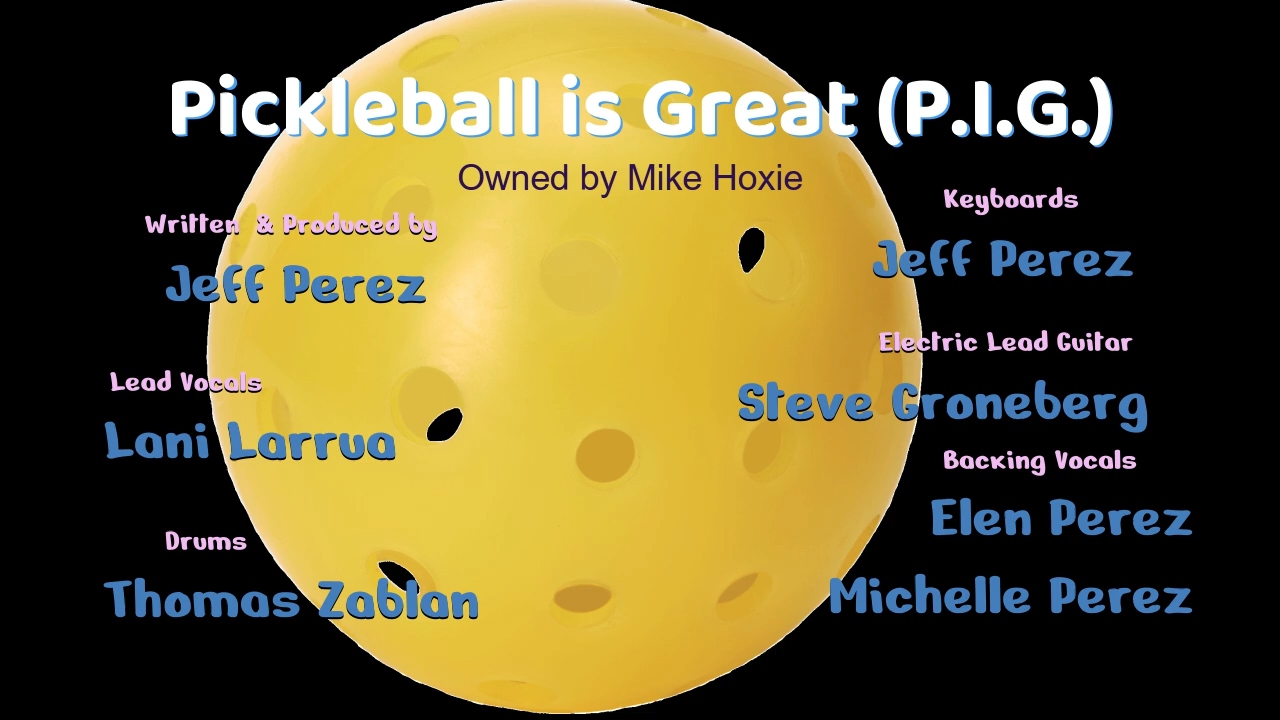 Pickleball is Great (P.I.G.)
Owned by Mike Hoxie
Written & Produced by
Jeff Perez
Lead Vocals
Lani Larrua
Drums
Thomas Zablan
Keyboards
Jeff Perez
Electric Lead Guitar
Steve Groneberg
Backing Vocals
Elen Perez
Michelle Perez